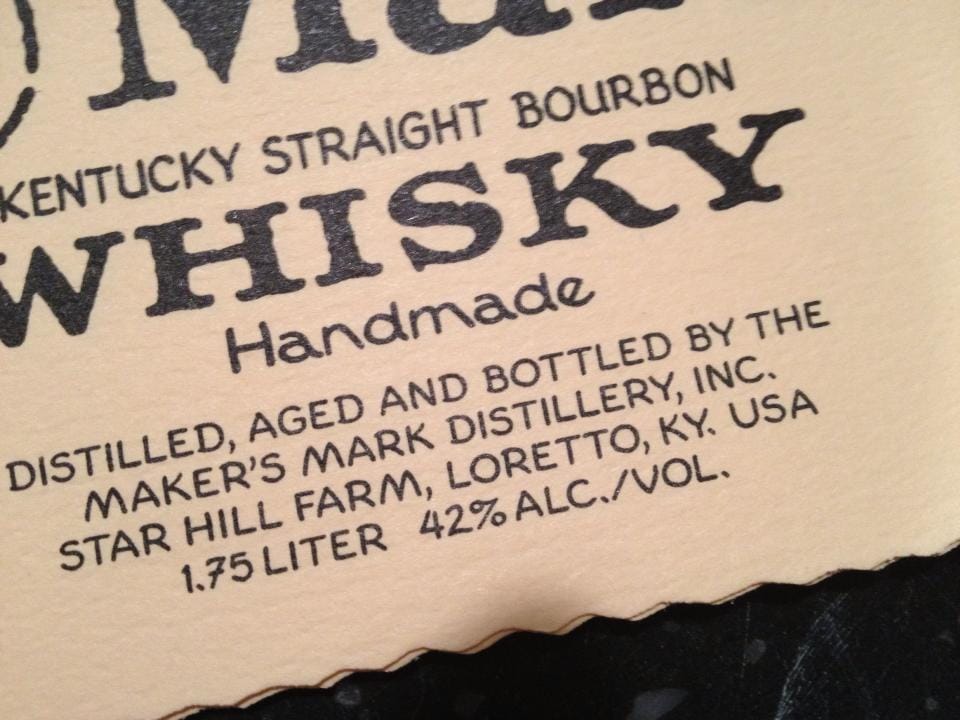 KENTUCKY STRAIGHT BOURBON
WHISKY
Handmade
DISTILLED, AGED AND BOTTLED BY THE
MAKER'S MARK DISTILLERY, INC.
STAR HILL FARM, LORETTO, KY. USA
1.75 LITER 42% ALC./VOL.